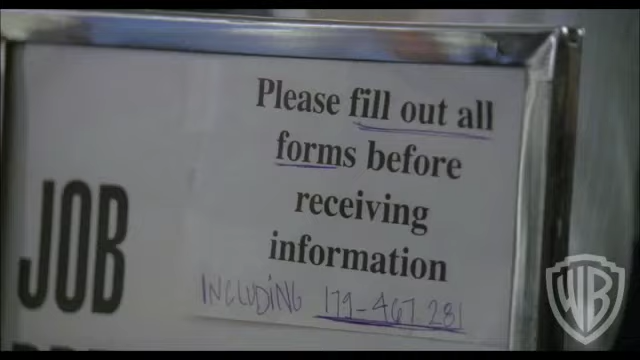 Please fill out all
forms before
receiving
information
INCLUDING 179-467 281
JOB
WB